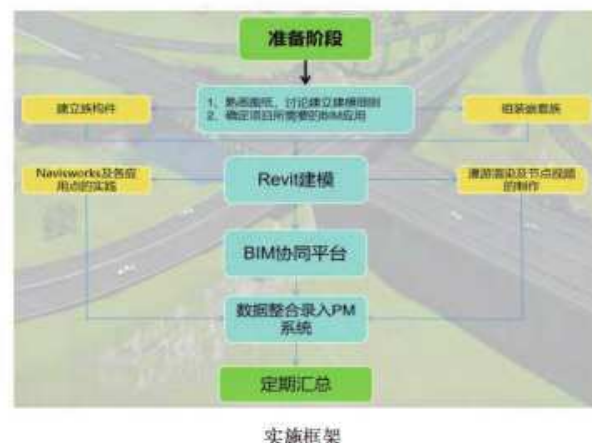 准备阶段
建立族构件
1、熟悉图纸，讨论建立建模细则
2、确定项目所需要的BIM应用
组装嵌套族
Navisworks及各应
用点的实践
Revit建模
漫游渲染及节点视频
的制作
BIM协同平台
数据整合录入PM
系统
定期汇总
实施框架